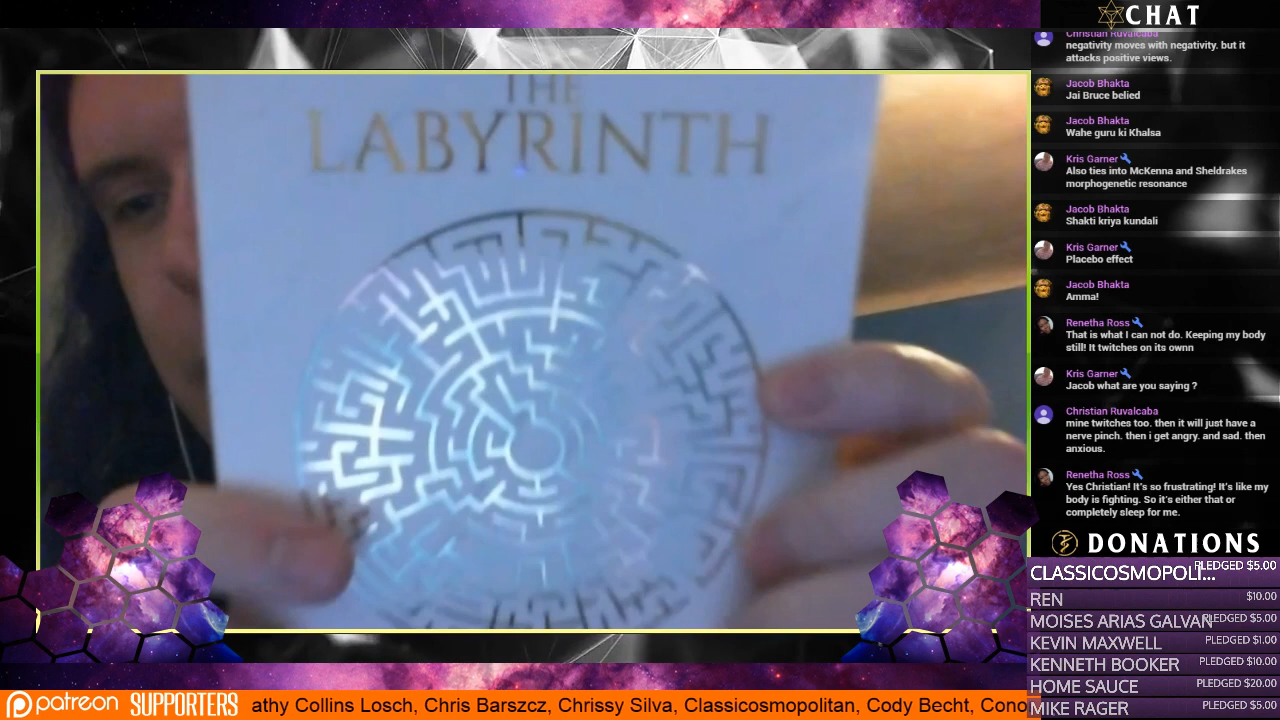 THE
LABYRINTH
CHAT
Christian Ruvalcaba
negativity moves with negativity. but it
attacks positive views.
Jacob Bhakta
Jai Bruce belied
Jacob Bhakta
Wahe guru ki Khalsa
Kris Garner
Also ties into McKenna and Sheldrakes
morphogenetic resonance
Jacob Bhakta
Shakti kriya kundali
Kris Garner
Placebo effect
Jacob Bhakta
Amma!
Renetha Ross
That is what I can not do. Keeping my body
still! It twitches on its ownn
Kris Garner
Jacob what are you saying ?
Christian Ruvalcaba
mine twitches too. then it will just have a
nerve pinch. then i get angry. and sad. then
anxious.
Renetha Ross
Yes Christian! It's so frustrating! It's like my
body is fighting. So it's either that or
completely sleep for me.
DONATIONS
CLASSICOSMOPOLI... PLEDGED $5.00
REN $10.00
MOISES ARIAS GALVAN PLEDGED $5.00
KEVIN MAXWELL PLEDGED $1.00
KENNETH BOOKER PLEDGED $10.00
HOME SAUCE PLEDGED $20.00
MIKE RAGER PLEDGED $5.00
patreon SUPPORTERS athy Collins Losch, Chris Barszcz, Chrissy Silva, Classicosmopolitan, Cody Becht, Cono